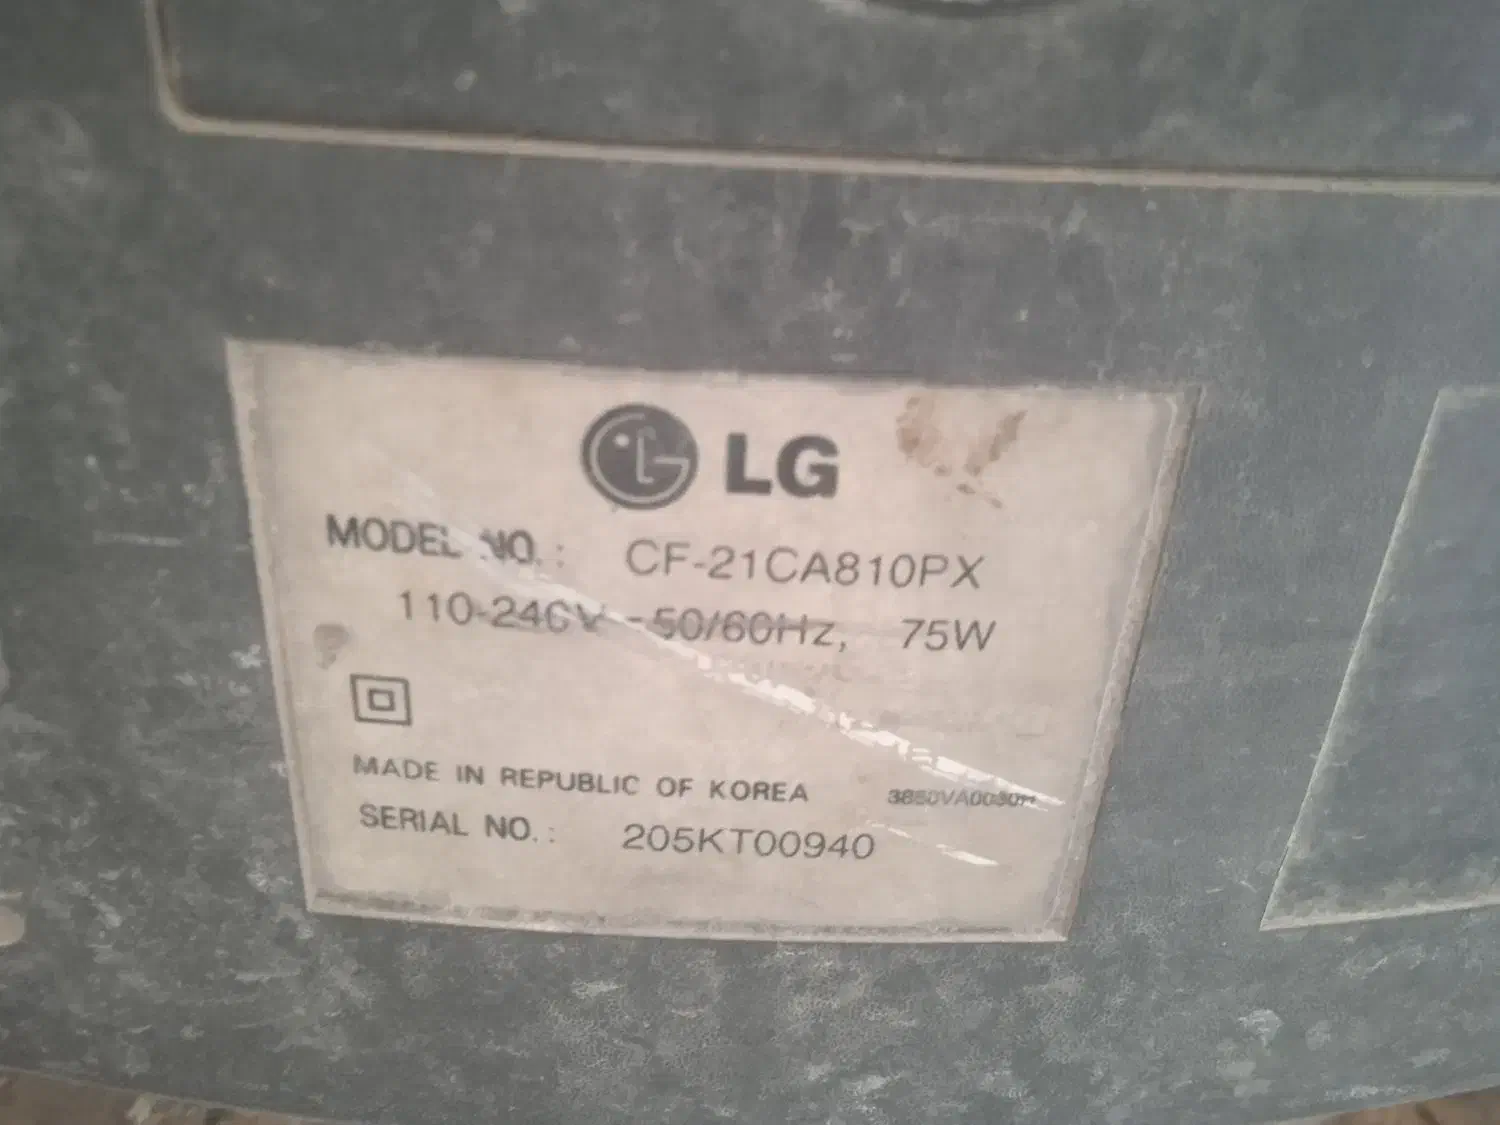 LG
MODEL NO.: CF-21CA810PX
110-240V ~50/60Hz, 75W
MADE IN REPUBLIC OF KOREA
SERIAL NO.: 205KT00940